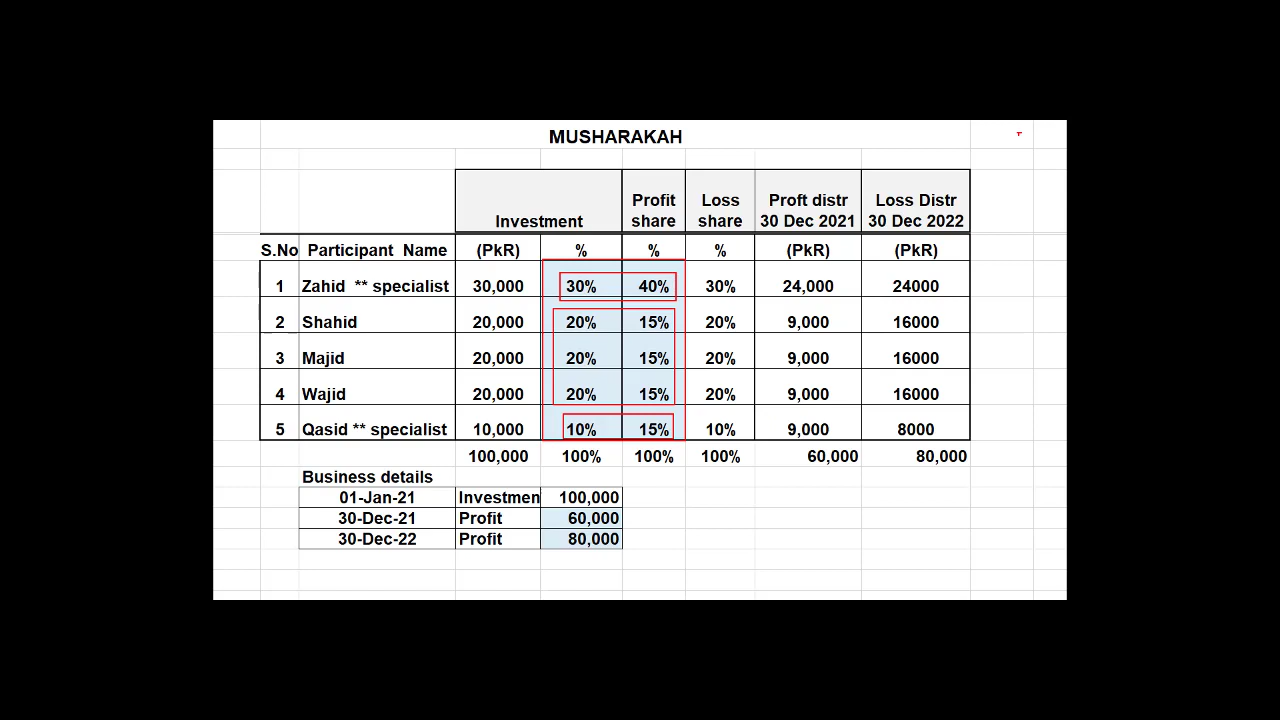 MUSHARAKAH
Investment Profit share Loss share Proft distr 30 Dec 2021 Loss Distr 30 Dec 2022
S.No Participant Name (PkR) % % % (PkR) (PkR)
1 Zahid ** specialist 30,000 30% 40% 30% 24,000 24000
2 Shahid 20,000 20% 15% 20% 9,000 16000
3 Majid 20,000 20% 15% 20% 9,000 16000
4 Wajid 20,000 20% 15% 20% 9,000 16000
5 Qasid ** specialist 10,000 10% 15% 10% 9,000 8000
100,000 100% 100% 100% 60,000 80,000
Business details
01-Jan-21 Investmen 100,000
30-Dec-21 Profit 60,000
30-Dec-22 Profit 80,000